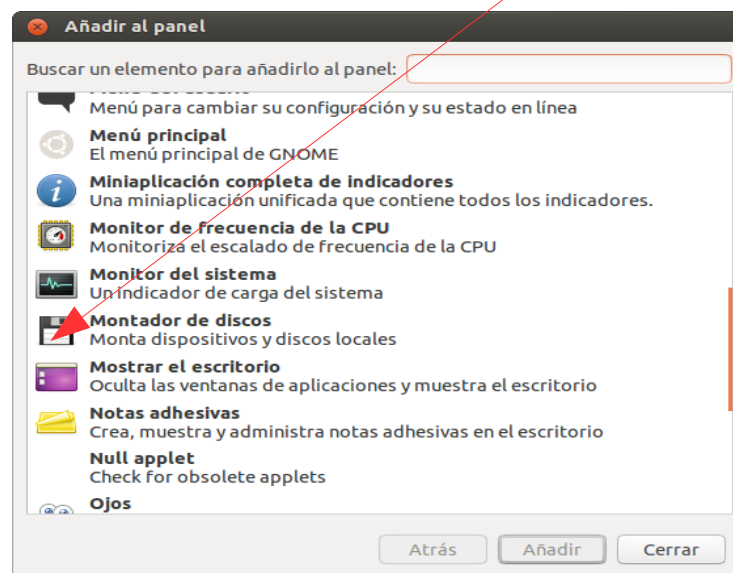 Añadir al panel
Buscar un elemento para añadirlo al panel:
Menú para cambiar su configuración y su estado en línea
Menú principal
El menú principal de GNOME
Miniaplicación completa de indicadores
Una miniaplicación unificada que contiene todos los indicadores.
Monitor de frecuencia de la CPU
Monitoriza el escalado de frecuencia de la CPU
Monitor del sistema
Un indicador de carga del sistema
Montador de discos
Monta dispositivos y discos locales
Mostrar el escritorio
Oculta las ventanas de aplicaciones y muestra el escritorio
Notas adhesivas
Crea, muestra y administra notas adhesivas en el escritorio
Null applet
Check for obsolete applets
Ojos
Atrás Añadir Cerrar